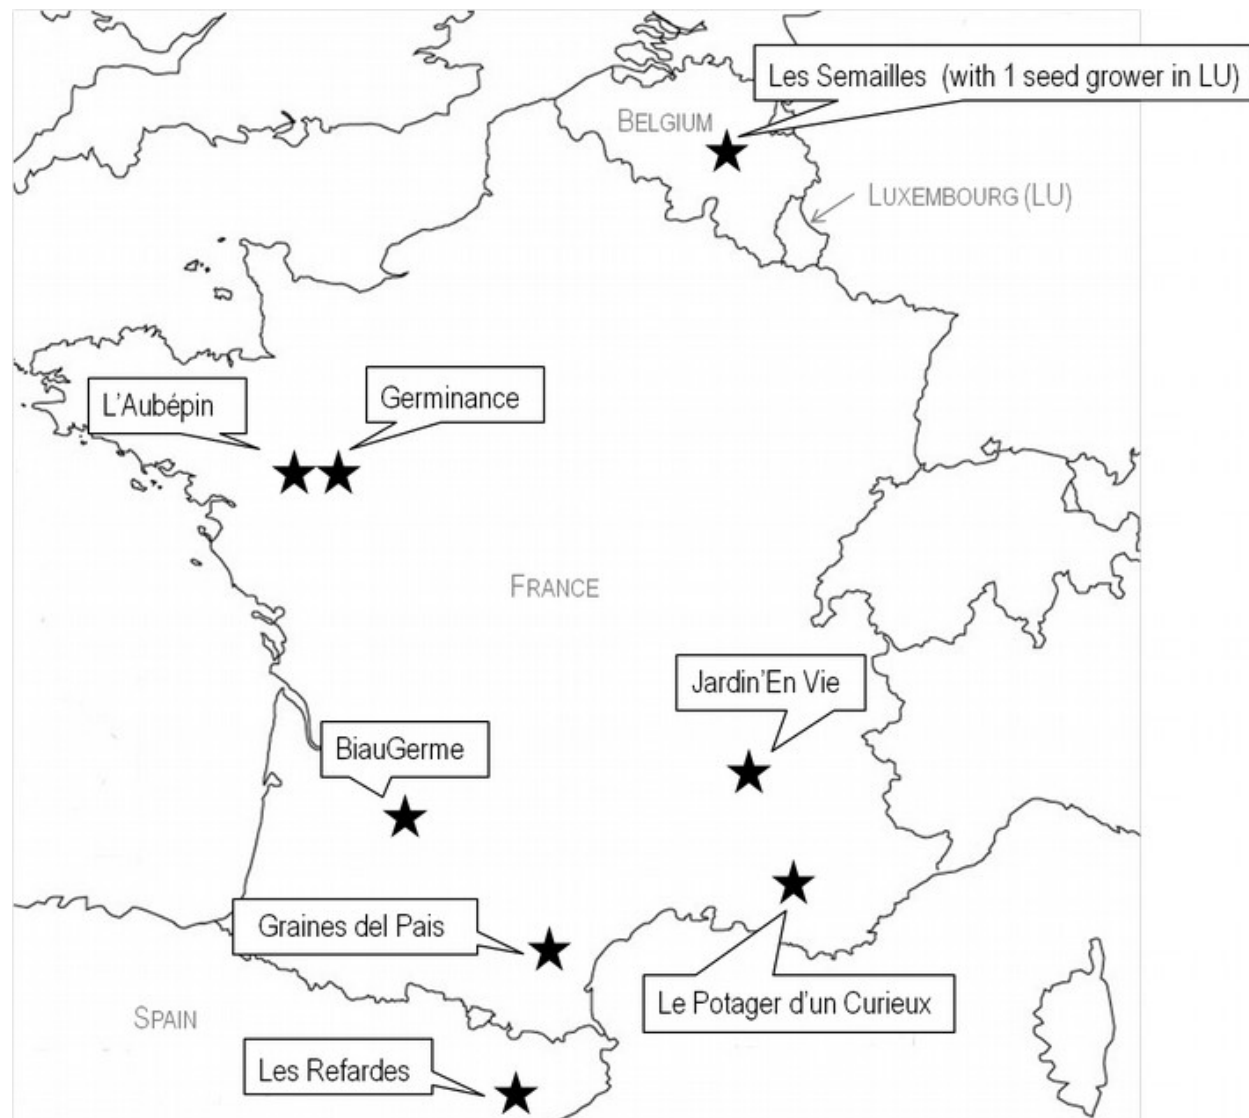 Les Semailles (with 1 seed grower in LU)
BELGIUM
LUXEMBOURG (LU)
L'Aubépin
Germinance
FRANCE
Jardin'En Vie
BiauGerme
Graines del Pais
Le Potager d'un Curieux
SPAIN
Les Refardes